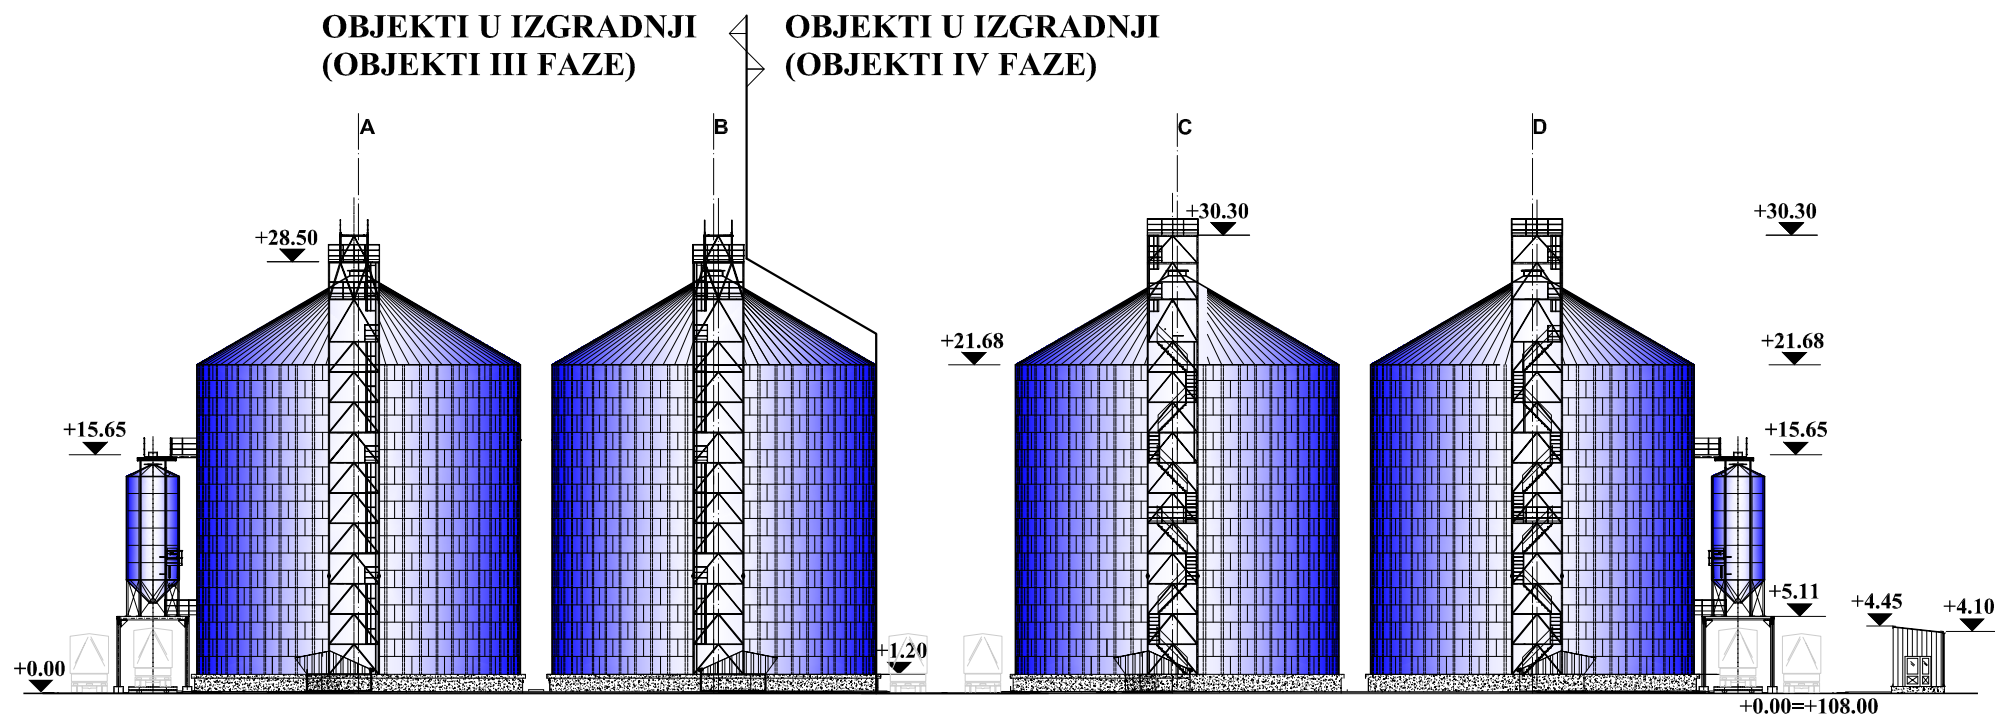 OBJEKTI U IZGRADNJI
(OBJEKTI III FAZE)
OBJEKTI U IZGRADNJI
(OBJEKTI IV FAZE)
A
B
C
D
+28.50
+30.30
+30.30
+21.68
+21.68
+15.65
+15.65
+5.11
+4.45
+4.10
+0.00
+1.20
+0.00=+108.00